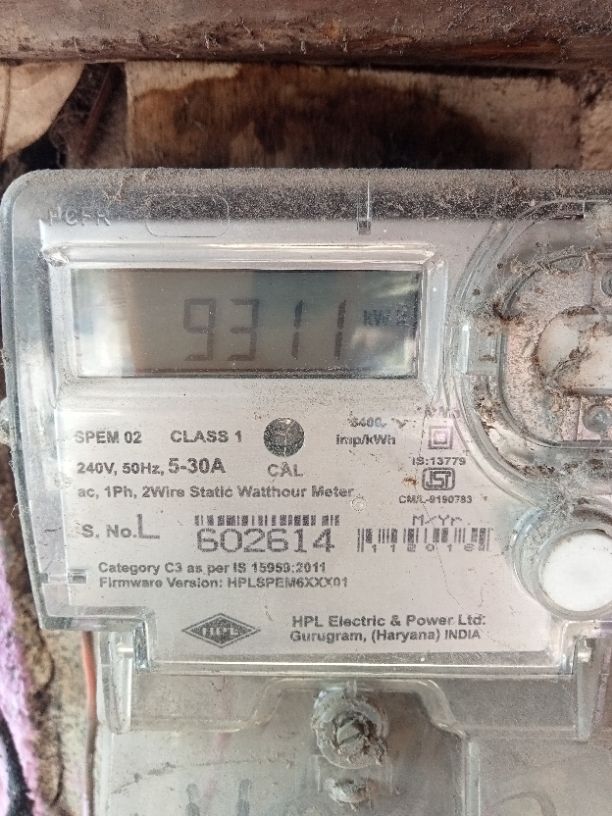 9311 kWh
SPEM 02 CLASS 1
6400 imp/kWh
240V, 50Hz, 5-30A
CAL
IS:13779
ISI
CM/L-9190783
ac, 1Ph, 2Wire Static Watthour Meter
M/Yr
S. No. L 602614
Category C3 as per IS 15959:2011
Firmware Version: HPLSPEM6XXX01
HPL
HPL Electric & Power Ltd.
Gurugram, (Haryana) INDIA